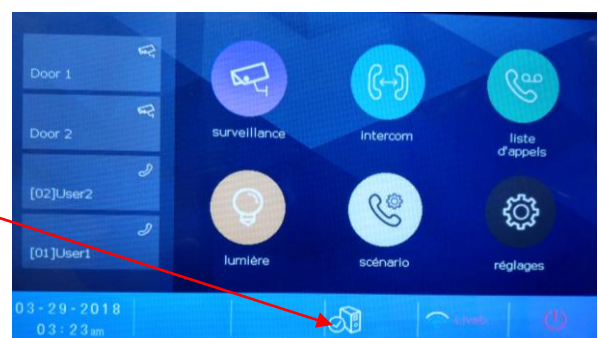 Door 1
Door 2
[02]User2
[01]User1
surveillance
intercom
liste
d'appels
lumière
scénario
réglages
03-29-2018
03:23am